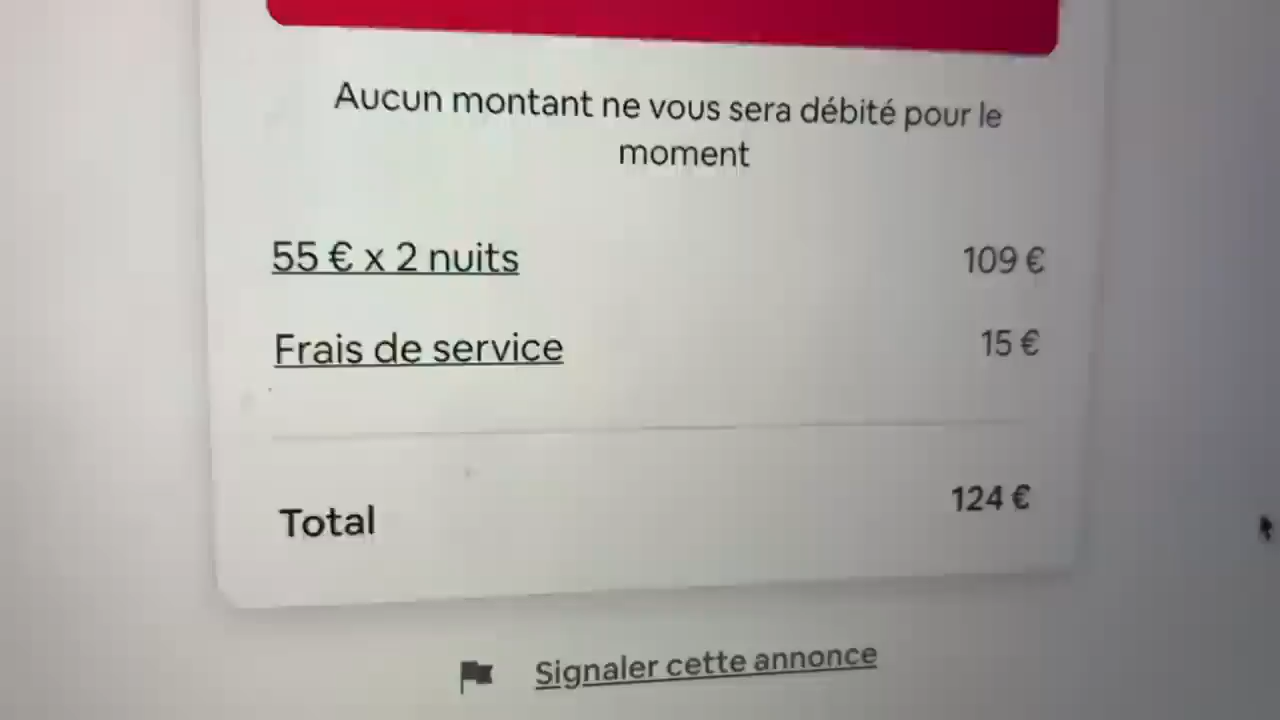 Aucun montant ne vous sera débité pour le
moment
55 € x 2 nuits 109 €
Frais de service 15 €
Total 124 €
Signaler cette annonce